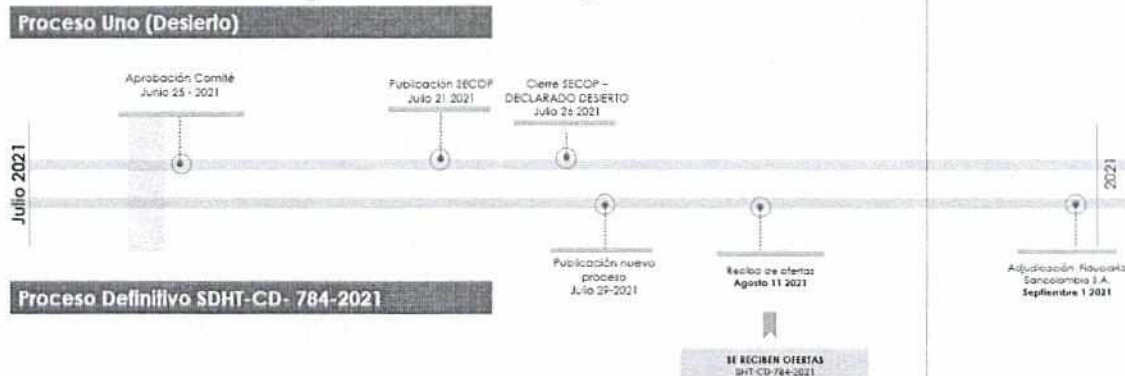 Proceso Uno (Desierto)
Aprobación Comité
Junio 25 - 2021
Publicación SECOP
Julio 21 2021
Cierre SECOP –
DECLARADO DESIERTO
Julio 26 2021
Julio 2021
2021
Publicación nuevo
proceso
Julio 29-2021
Recibo de ofertas
Agosto 11 2021
Adjudicación Fiduciaria
Bancolombia S.A.
Septiembre 1 2021
Proceso Definitivo SDHT-CD- 784-2021
SE RECIBEN OFERTAS
SHT-CD-784-2021